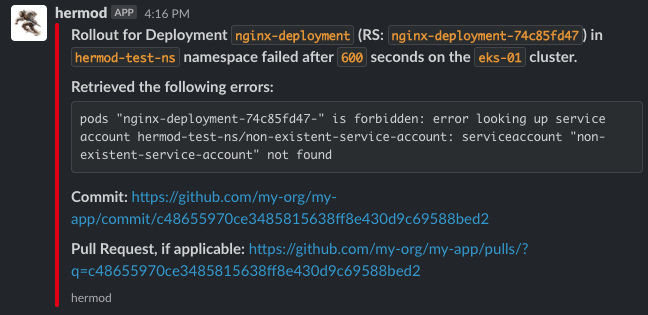 hermod APP 4:16 PM
Rollout for Deployment nginx-deployment (RS: nginx-deployment-74c85fd47) in
hermod-test-ns namespace failed after 600 seconds on the eks-01 cluster.
Retrieved the following errors:
pods "nginx-deployment-74c85fd47-" is forbidden: error looking up service
account hermod-test-ns/non-existent-service-account: serviceaccount "non-
existent-service-account" not found
Commit: https://github.com/my-org/my-
app/commit/c48655970ce3485815638ff8e430d9c69588bed2
Pull Request, if applicable: https://github.com/my-org/my-app/pulls/?
q=c48655970ce3485815638ff8e430d9c69588bed2
hermod